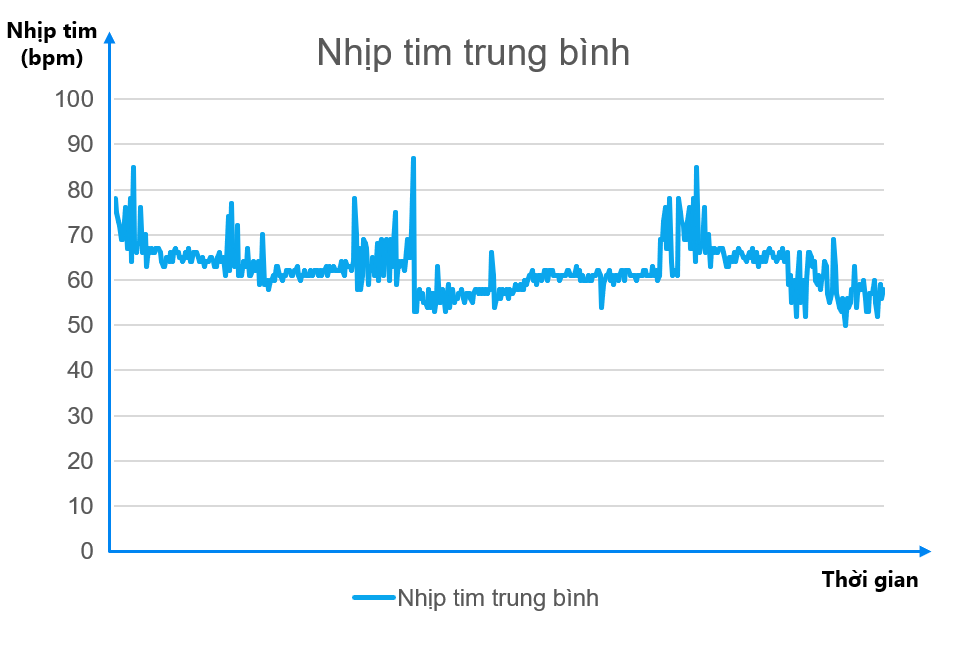 Nhịp tim
(bpm)
Nhịp tim trung bình
100
90
80
70
60
50
40
30
20
10
0
Thời gian
Nhịp tim trung bình